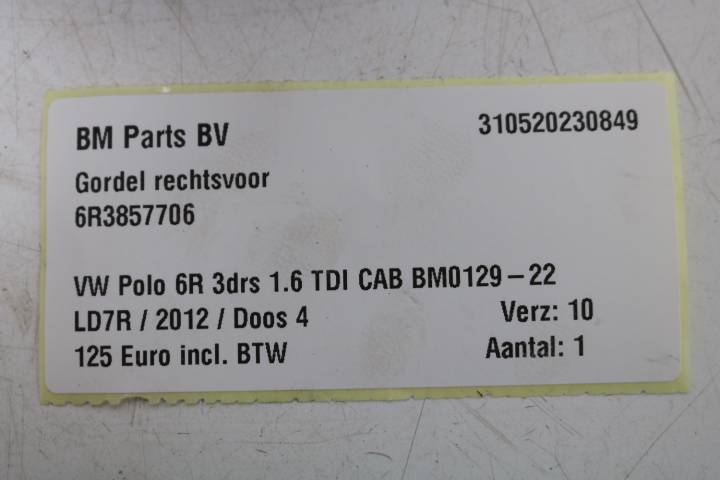 BM Parts BV 310520230849
Gordel rechtsvoor
6R3857706
VW Polo 6R 3drs 1.6 TDI CAB BM0129-22
LD7R / 2012 / Doos 4 Verz: 10
125 Euro incl. BTW Aantal: 1